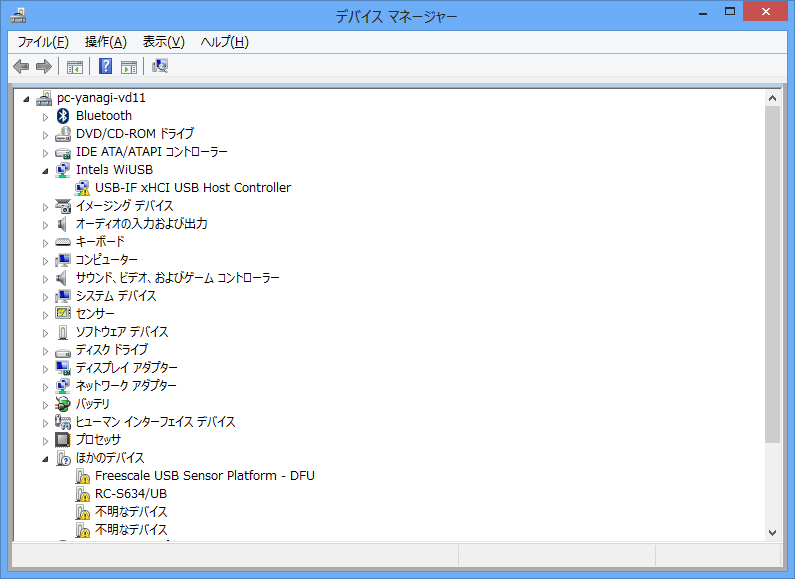 デバイス マネージャー
ファイル(F) 操作(A) 表示(V) ヘルプ(H)
pc-yanagi-vd11
Bluetooth
DVD/CD-ROM ドライブ
IDE ATA/ATAPI コントローラー
Intelɜ WiUSB
USB-IF xHCI USB Host Controller
イメージング デバイス
オーディオの入力および出力
キーボード
コンピューター
サウンド、ビデオ、およびゲーム コントローラー
システム デバイス
センサー
ソフトウェア デバイス
ディスク ドライブ
ディスプレイ アダプター
ネットワーク アダプター
バッテリ
ヒューマン インターフェイス デバイス
プロセッサ
ほかのデバイス
Freescale USB Sensor Platform - DFU
RC-S634/UB
不明なデバイス
不明なデバイス